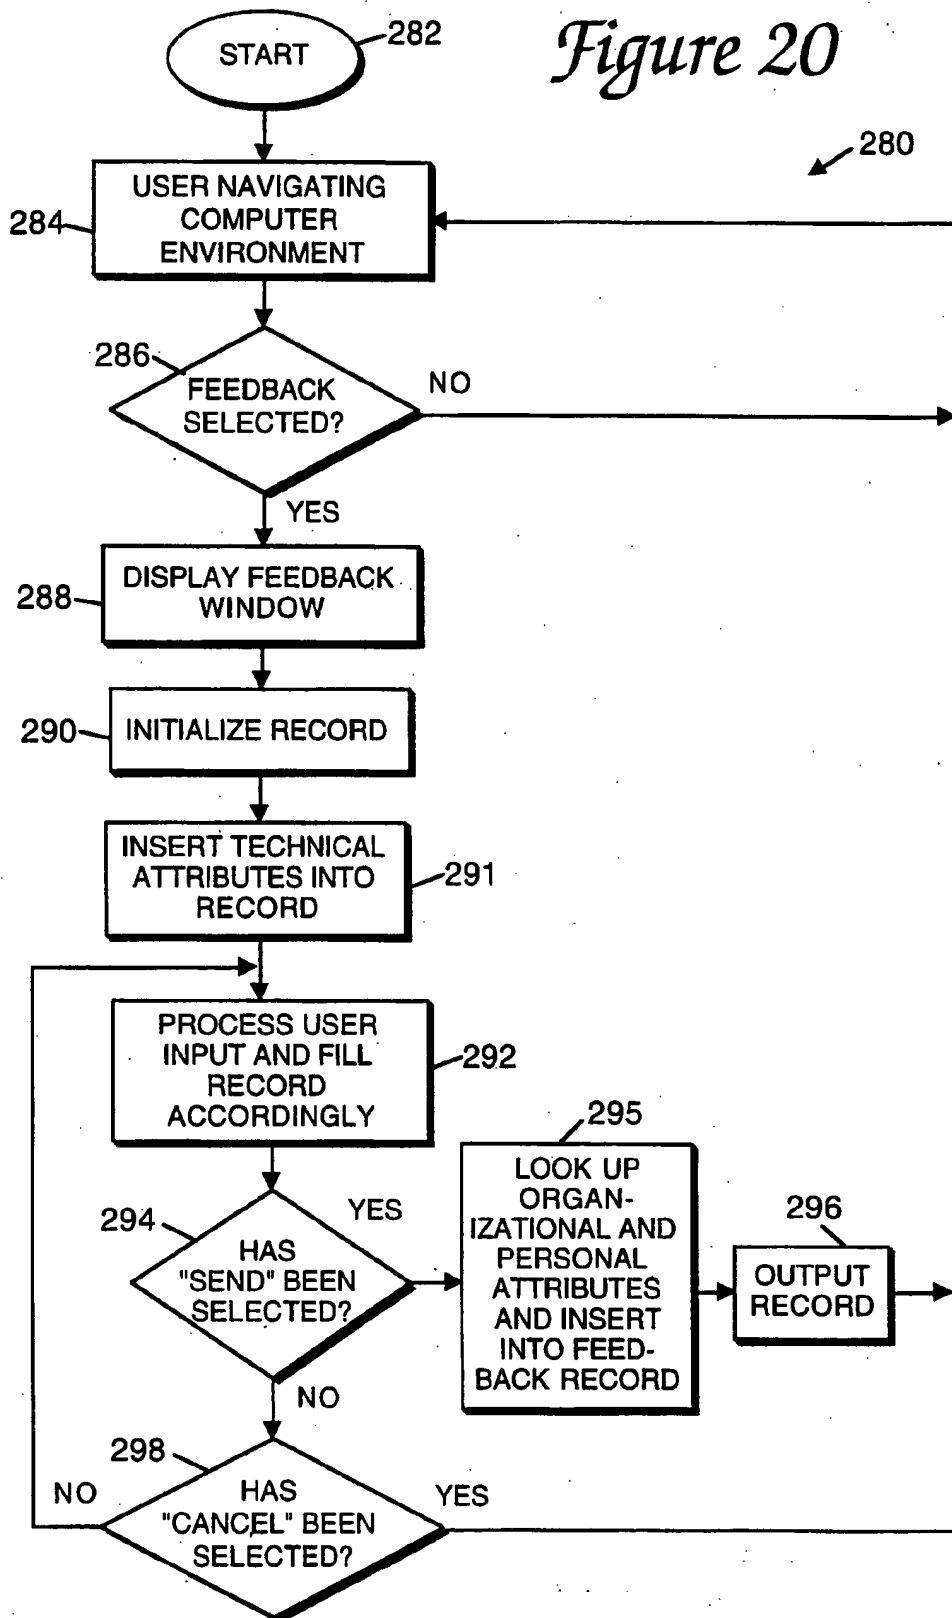 Figure 20
START
282
280
USER NAVIGATING
COMPUTER
ENVIRONMENT
284
286
FEEDBACK
SELECTED?
NO
YES
DISPLAY FEEDBACK
WINDOW
288
INITIALIZE RECORD
290
INSERT TECHNICAL
ATTRIBUTES INTO
RECORD
291
PROCESS USER
INPUT AND FILL
RECORD
ACCORDINGLY
292
294
HAS
"SEND" BEEN
SELECTED?
YES
295
LOOK UP
ORGAN-
IZATIONAL AND
PERSONAL
ATTRIBUTES
AND INSERT
INTO FEED-
BACK RECORD
296
OUTPUT
RECORD
NO
298
HAS
"CANCEL" BEEN
SELECTED?
NO
YES